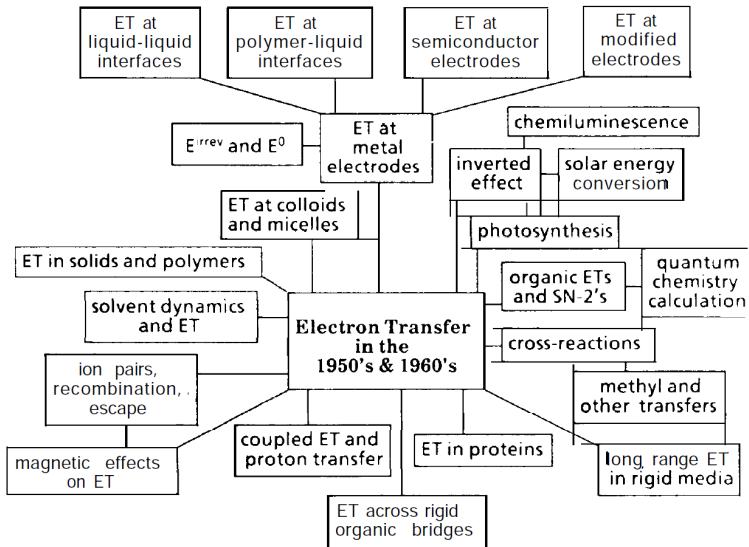 ET at
liquid-liquid
interfaces
ET at
polymer-liquid
interfaces
ET at
semiconductor
electrodes
ET at
modified
electrodes
E^irrev and E^0
ET at
metal
electrodes
chemiluminescence
inverted
effect
solar energy
conversion
ET at colloids
and micelles
photosynthesis
ET in solids and polymers
organic ETs
and SN-2's
quantum
chemistry
calculation
solvent dynamics
and ET
Electron Transfer
in the
1950's & 1960's
cross-reactions
ion pairs,
recombination, .
escape
methyl and
other transfers
magnetic effects
on ET
coupled ET and
proton transfer
ET in proteins
long range ET
in rigid media
ET across rigid
organic bridges